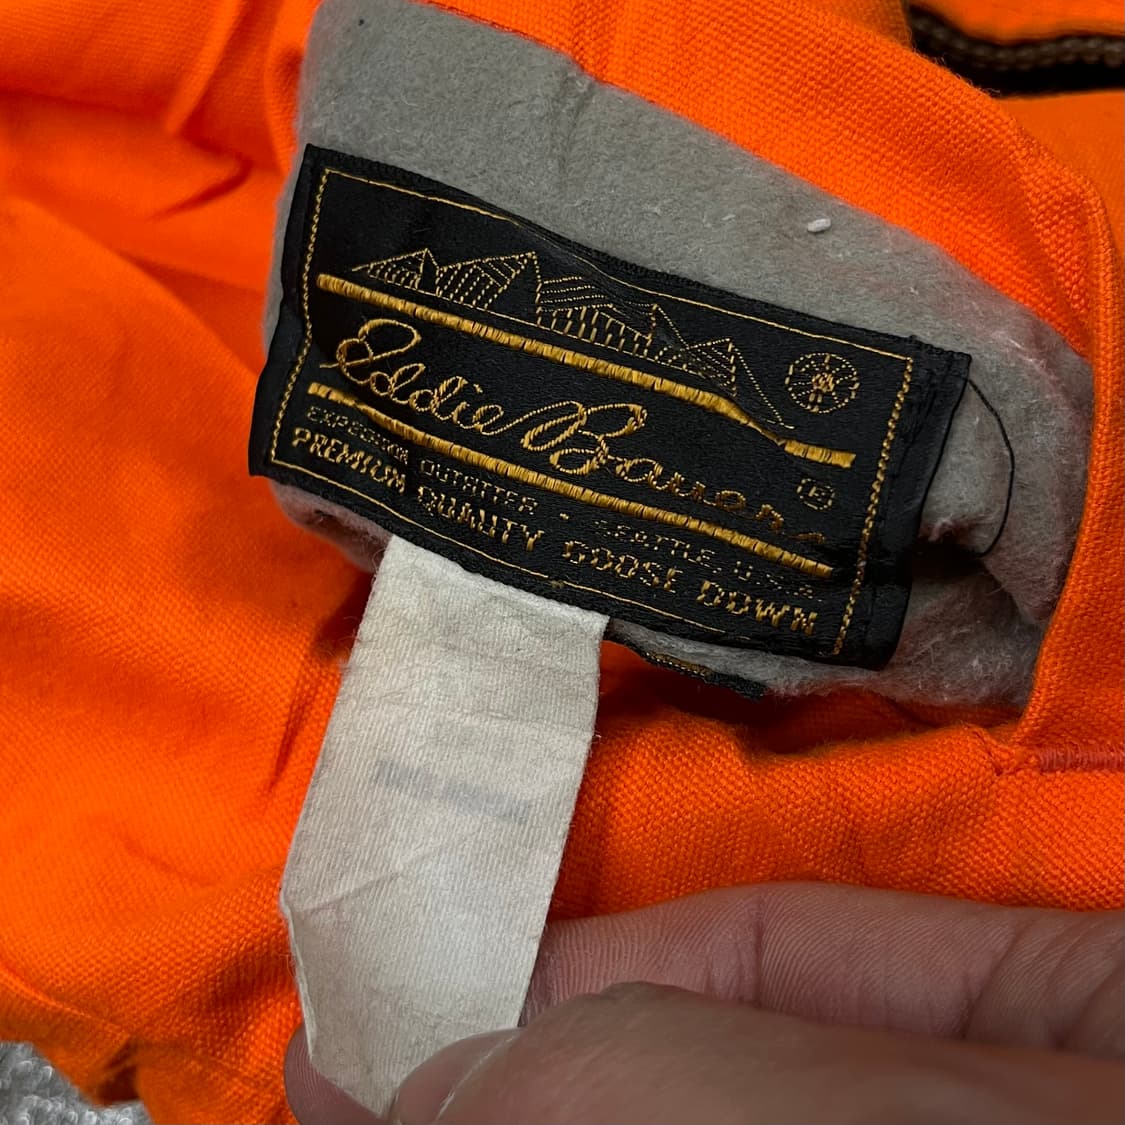 Eddie Bauer
EXPEDITION OUTFITTER • SEATTLE, U.S.A.
PREMIUM QUALITY GOOSE DOWN